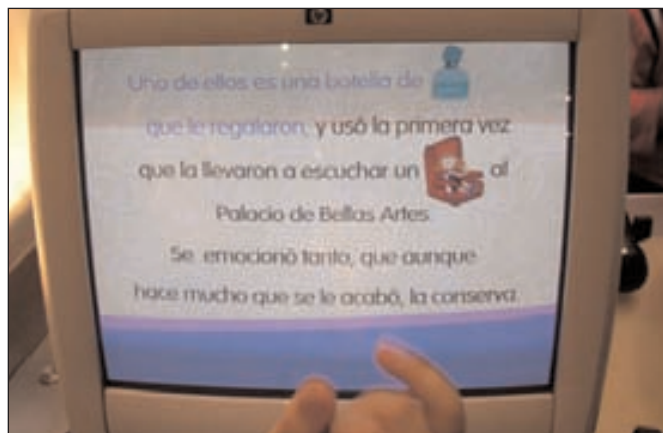 hp
Una de ellas es una botella de
que le regalaron, y usó la primera vez
que la llevaron a escuchar un al
Palacio de Bellas Artes
Se emocionó tanto, que aunque
hace mucho que se le acabó, la conserva.